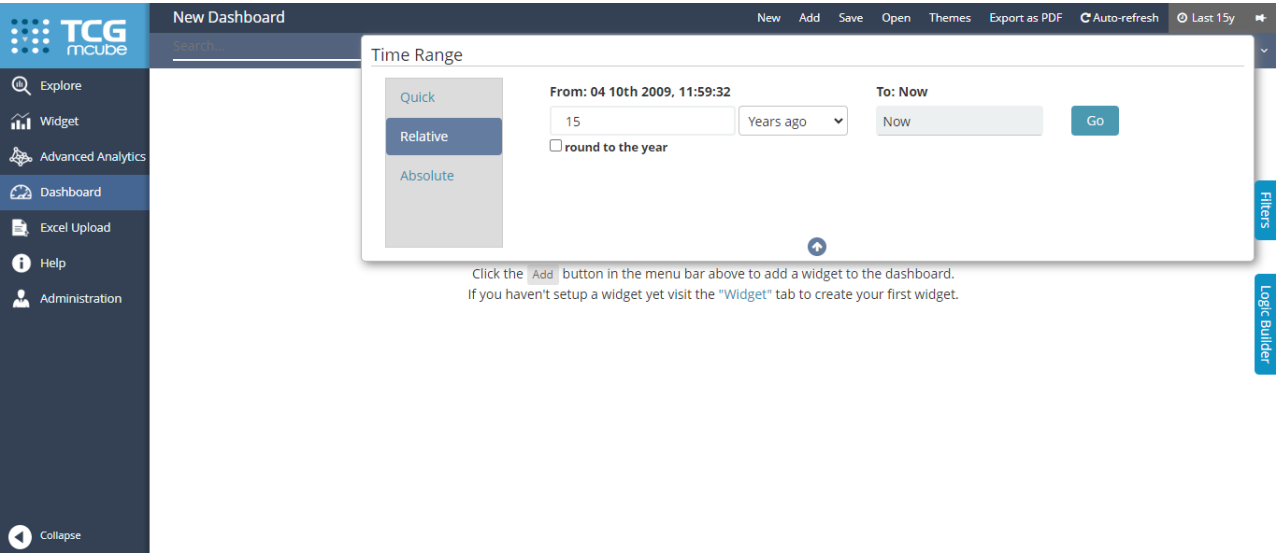 TCG
mcube
New Dashboard
New Add Save Open Themes Export as PDF Auto-refresh Last 15y
Search...
Time Range
Explore
Widget
Advanced Analytics
Dashboard
Excel Upload
Help
Administration
Collapse
Quick
Relative
Absolute
From: 04 10th 2009, 11:59:32
To: Now
15
Years ago
Now
Go
round to the year
Click the Add button in the menu bar above to add a widget to the dashboard.
If you haven't setup a widget yet visit the "Widget" tab to create your first widget.
Filters
Logic Builder